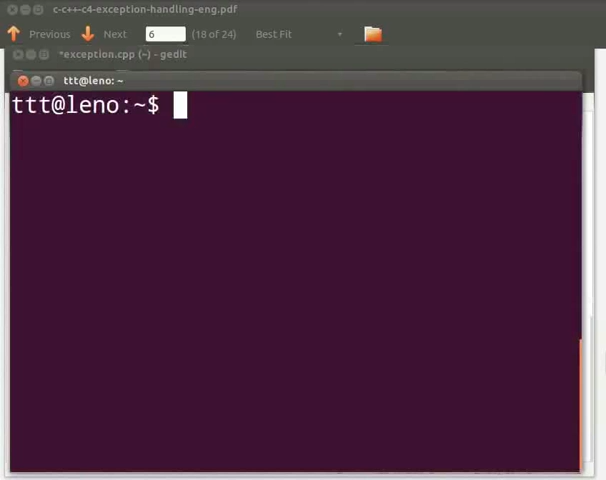 c-c++-c4-exception-handling-eng.pdf
Previous Next 6 (18 of 24) Best Fit
*exception.cpp (~) - gedit
ttt@leno: ~
ttt@leno:~$